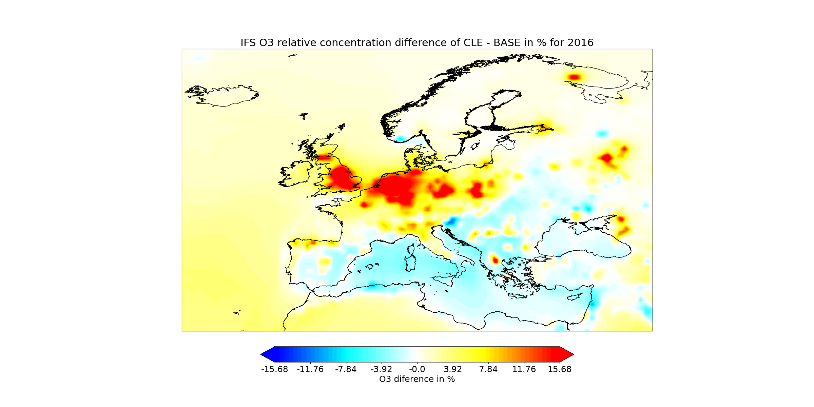 IFS O3 relative concentration difference of CLE - BASE in % for 2016
-15.68 -11.76 -7.84 -3.92 -0.0 3.92 7.84 11.76 15.68
O3 diference in %